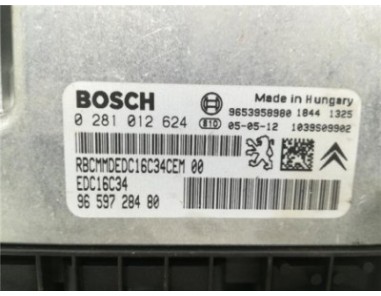 BOSCH
Made in Hungary
9653958980 1844 1325
0 281 012 624 05-05-12 1039S09902
RBCMMDEDC16C34CEM 00
EDC16C34
96 597 284 80